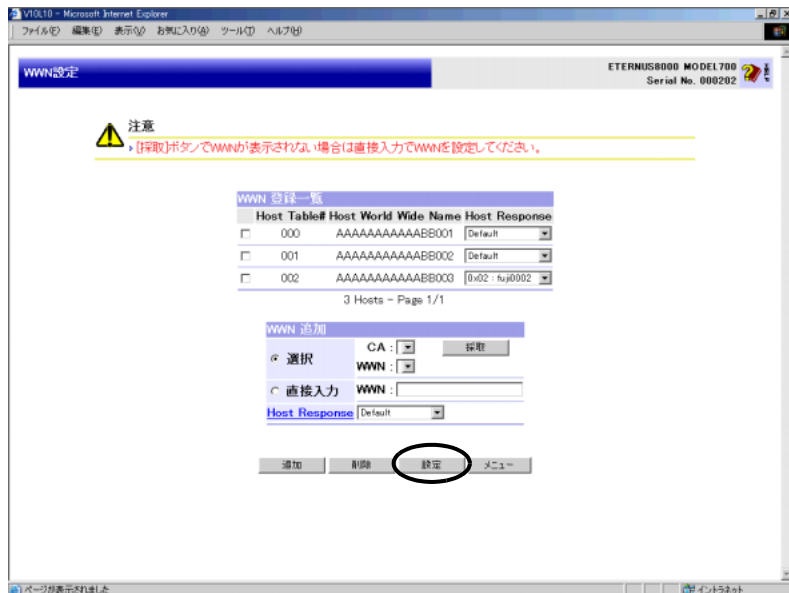 V10L10 - Microsoft Internet Explorer
ファイル(F) 編集(E) 表示(V) お気に入り(A) ツール(T) ヘルプ(H)
WWN設定
ETERNUS8000 MODEL700
Serial No. 000202
注意
[採取]ボタンでWWNが表示されない場合は直接入力でWWNを設定してください。
WWN 登録一覧
Host Table# Host World Wide Name Host Response
000 AAAAAAAAAAABB001 Default
001 AAAAAAAAAAABB002 Default
002 AAAAAAAAAAABB003 0x02 : fuji0002
3 Hosts - Page 1/1
WWN 追加
選択 CA : 採取
WWN :
直接入力 WWN :
Host Response Default
追加 削除 設定 メニュー
ページが表示されました イントラネット